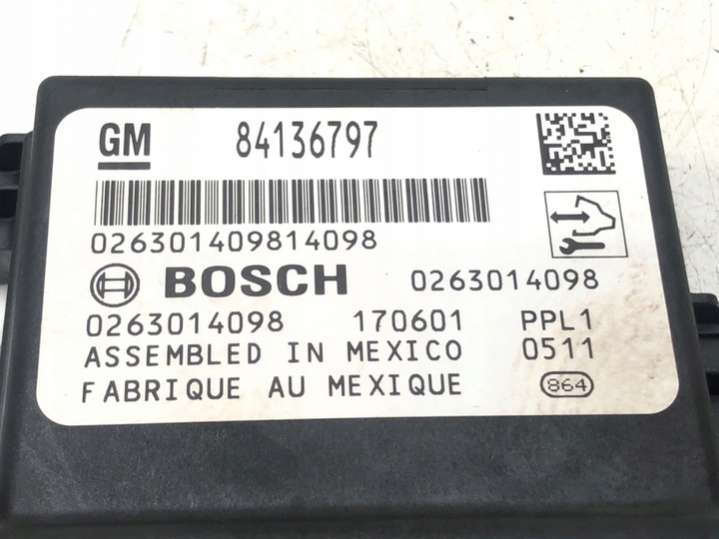 GM 84136797
026301409814098
BOSCH 0263014098
0263014098 170601 PPL1
ASSEMBLED IN MEXICO 0511
FABRIQUE AU MEXIQUE 864